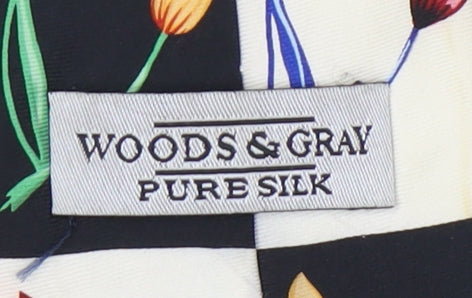 WOODS & GRAY
PURE SILK